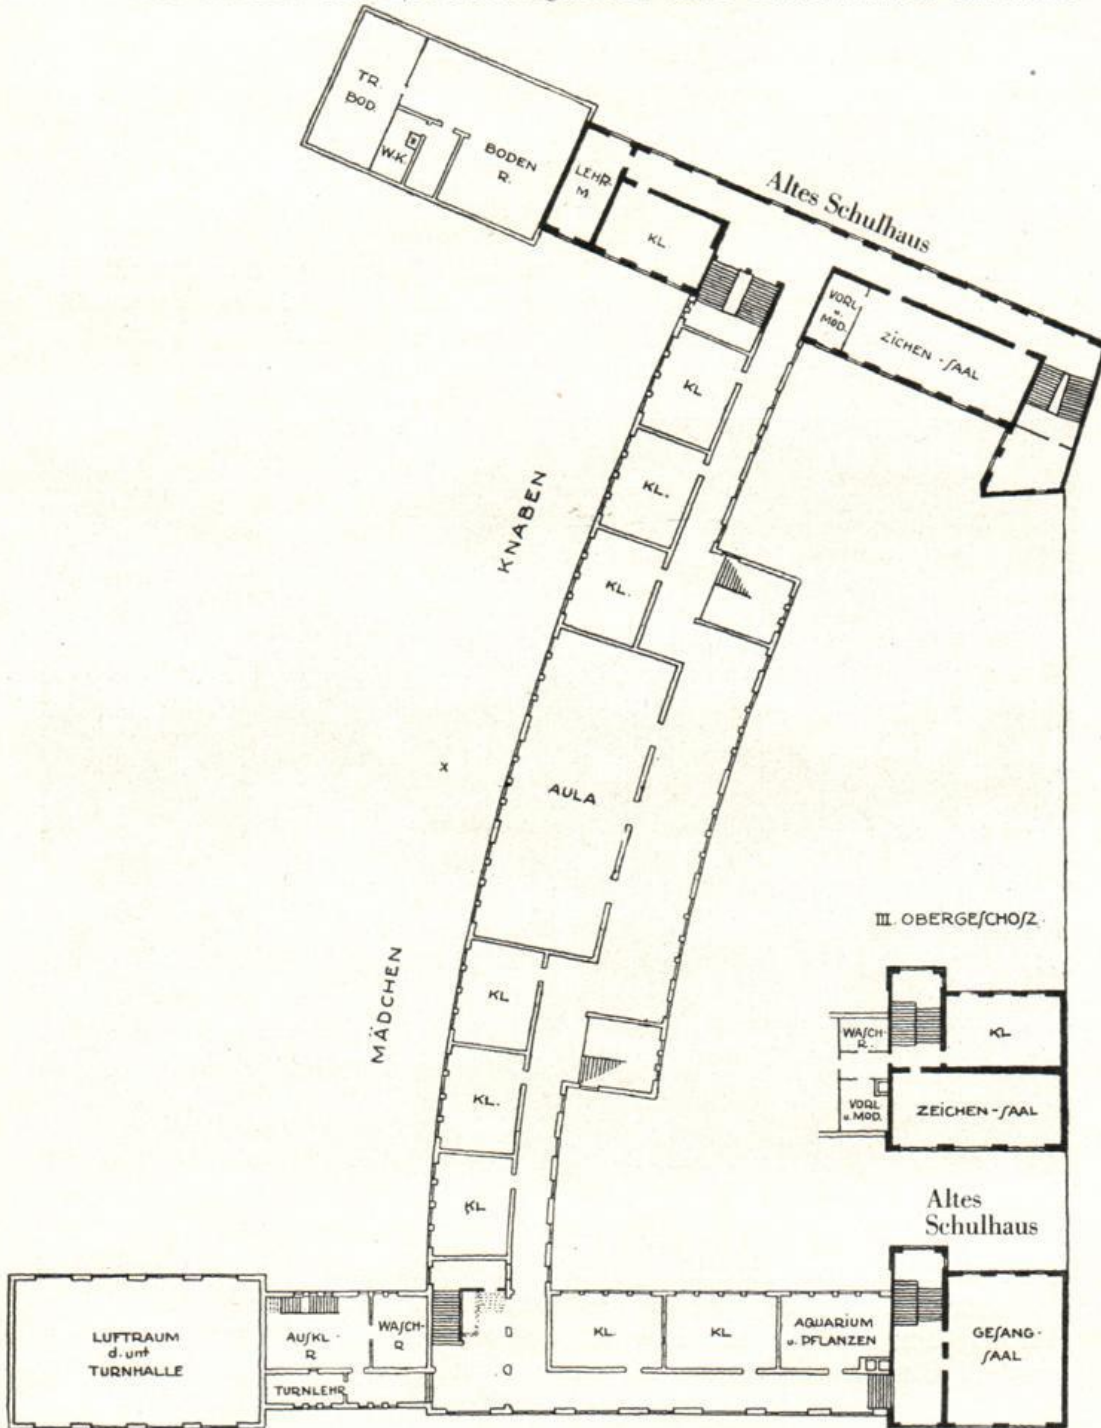 TR.
BOD.
W.K.
BODEN
R.
LEHR-
M.
KL.
Altes Schulhaus
VORL
u.
MOD.
ZICHEN-SAAL
KL
KL.
KL.
KNABEN
x
AULA
MÄDCHEN
KL
KL.
KL
III. OBERGESCHOSZ.
WASCH-
R.
KL
VORL
u. MOD.
ZEICHEN-SAAL
Altes
Schulhaus
LUFTRAUM
d. unt
TURNHALLE
AUSKL-
R
WASCH-
R
TURNLEHR
KL.
KL
AQUARIUM
u. PFLANZEN
GESANG-
SAAL